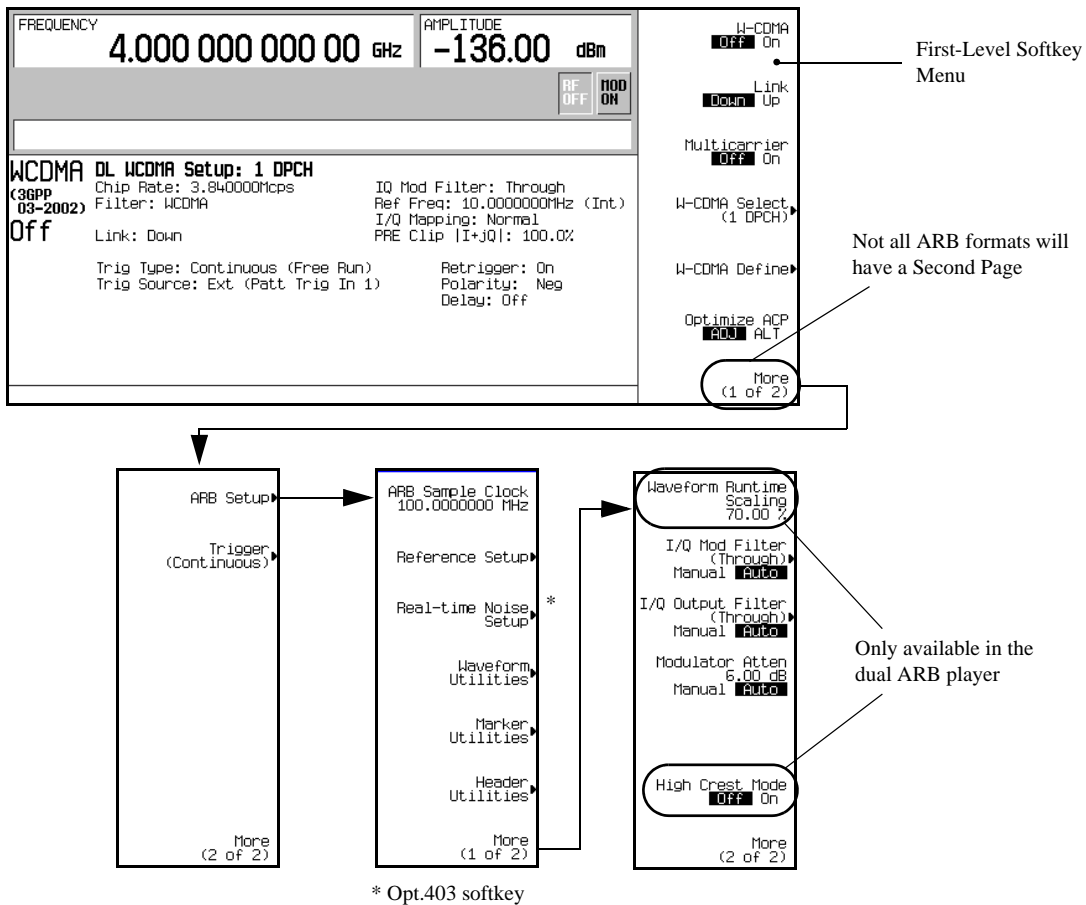 FREQUENCY
4.000 000 000 00 GHz
AMPLITUDE
-136.00 dBm
RF OFF
MOD ON
WCDMA
(3GPP
03-2002)
Off
DL WCDMA Setup: 1 DPCH
Chip Rate: 3.840000Mcps
Filter: WCDMA
Link: Down
IQ Mod Filter: Through
Ref Freq: 10.0000000MHz (Int)
I/Q Mapping: Normal
PRE Clip |I+jQ|: 100.0%
Trig Type: Continuous (Free Run)
Trig Source: Ext (Patt Trig In 1)
Retrigger: On
Polarity: Neg
Delay: Off
W-CDMA
Off On
Link
Down Up
Multicarrier
Off On
W-CDMA Select
(1 DPCH)
W-CDMA Define
Optimize ACP
ADJ ALT
More
(1 of 2)
First-Level Softkey
Menu
Not all ARB formats will
have a Second Page
ARB Setup
Trigger
(Continuous)
More
(2 of 2)
ARB Sample Clock
100.0000000 MHz
Reference Setup
Real-time Noise
Setup
*
Waveform
Utilities
Marker
Utilities
Header
Utilities
More
(1 of 2)
* Opt.403 softkey
Waveform Runtime
Scaling
70.00 %
I/Q Mod Filter
(Through)
Manual Auto
I/Q Output Filter
(Through)
Manual Auto
Modulator Atten
6.00 dB
Manual Auto
High Crest Mode
Off On
More
(2 of 2)
Only available in the
dual ARB player